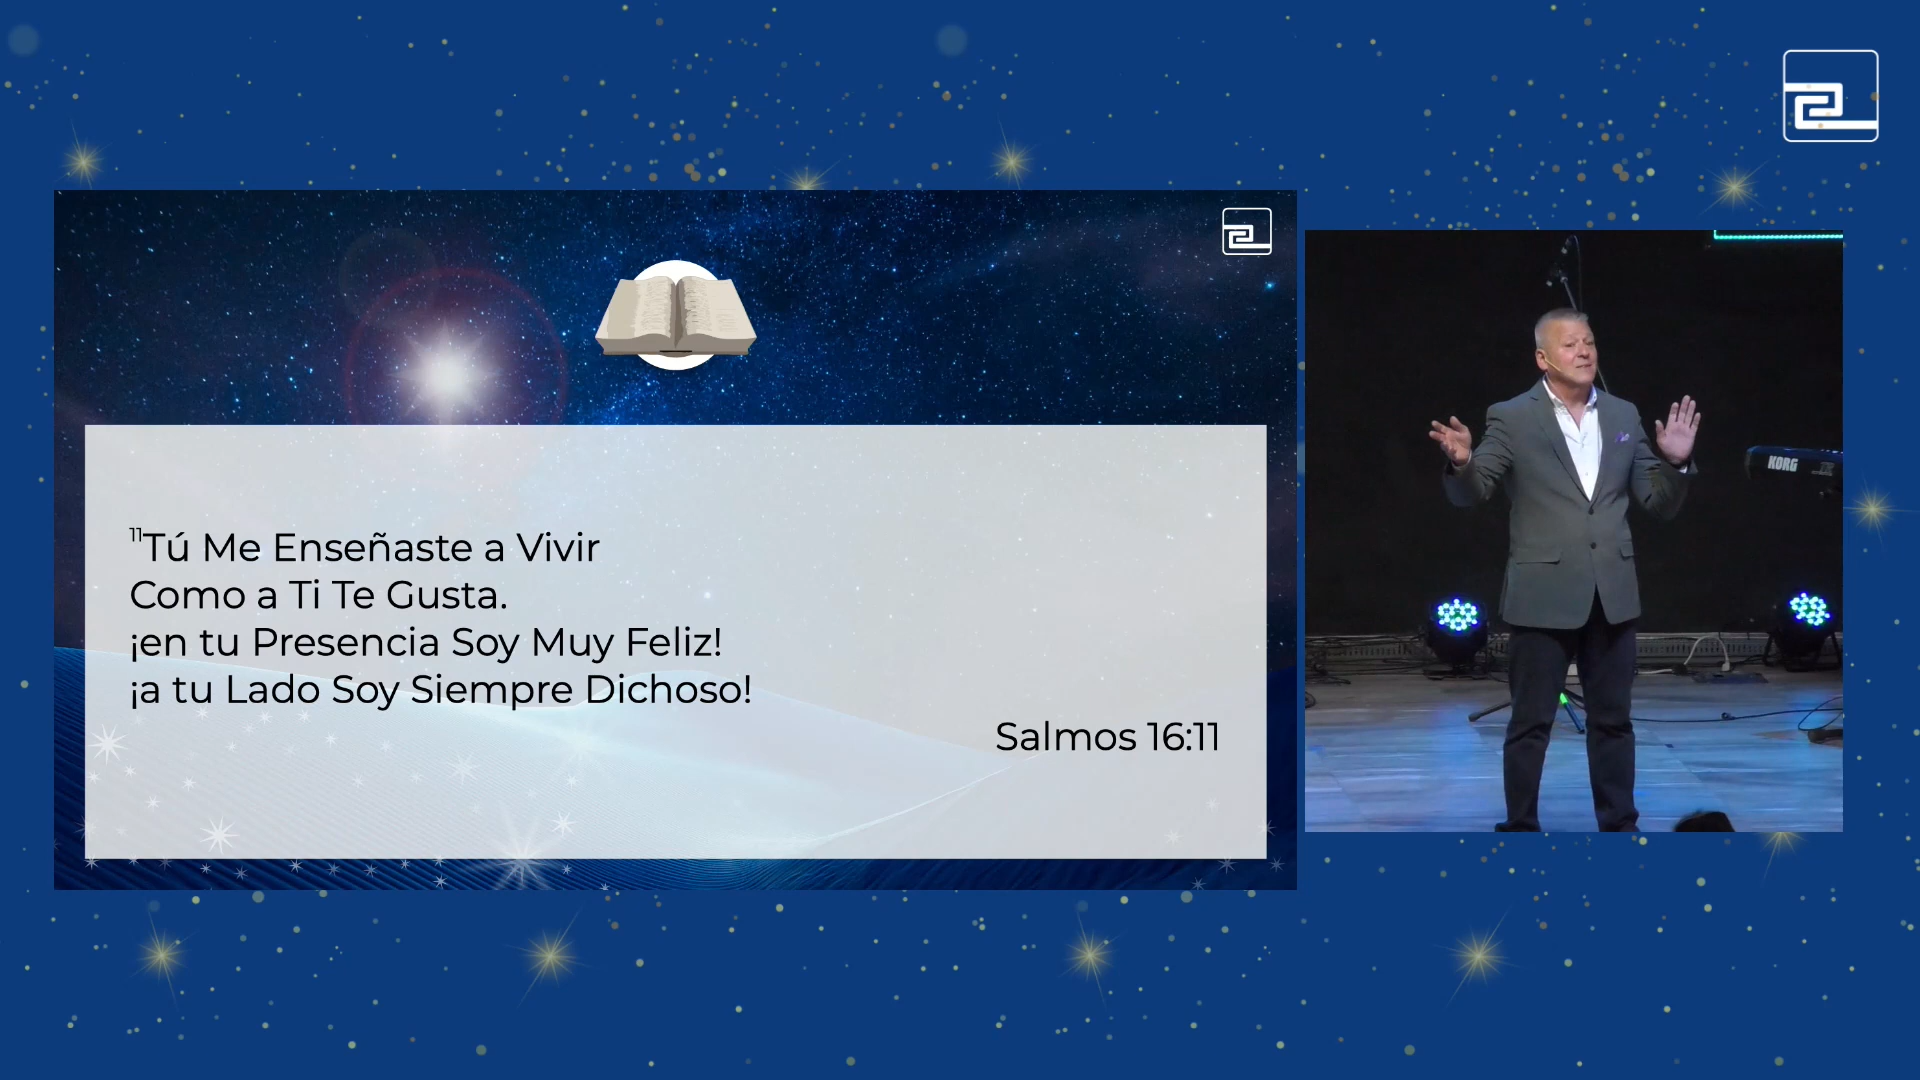 ¹¹Tú Me Enseñaste a Vivir
Como a Ti Te Gusta.
¡en tu Presencia Soy Muy Feliz!
¡a tu Lado Soy Siempre Dichoso!
Salmos 16:11
KORG